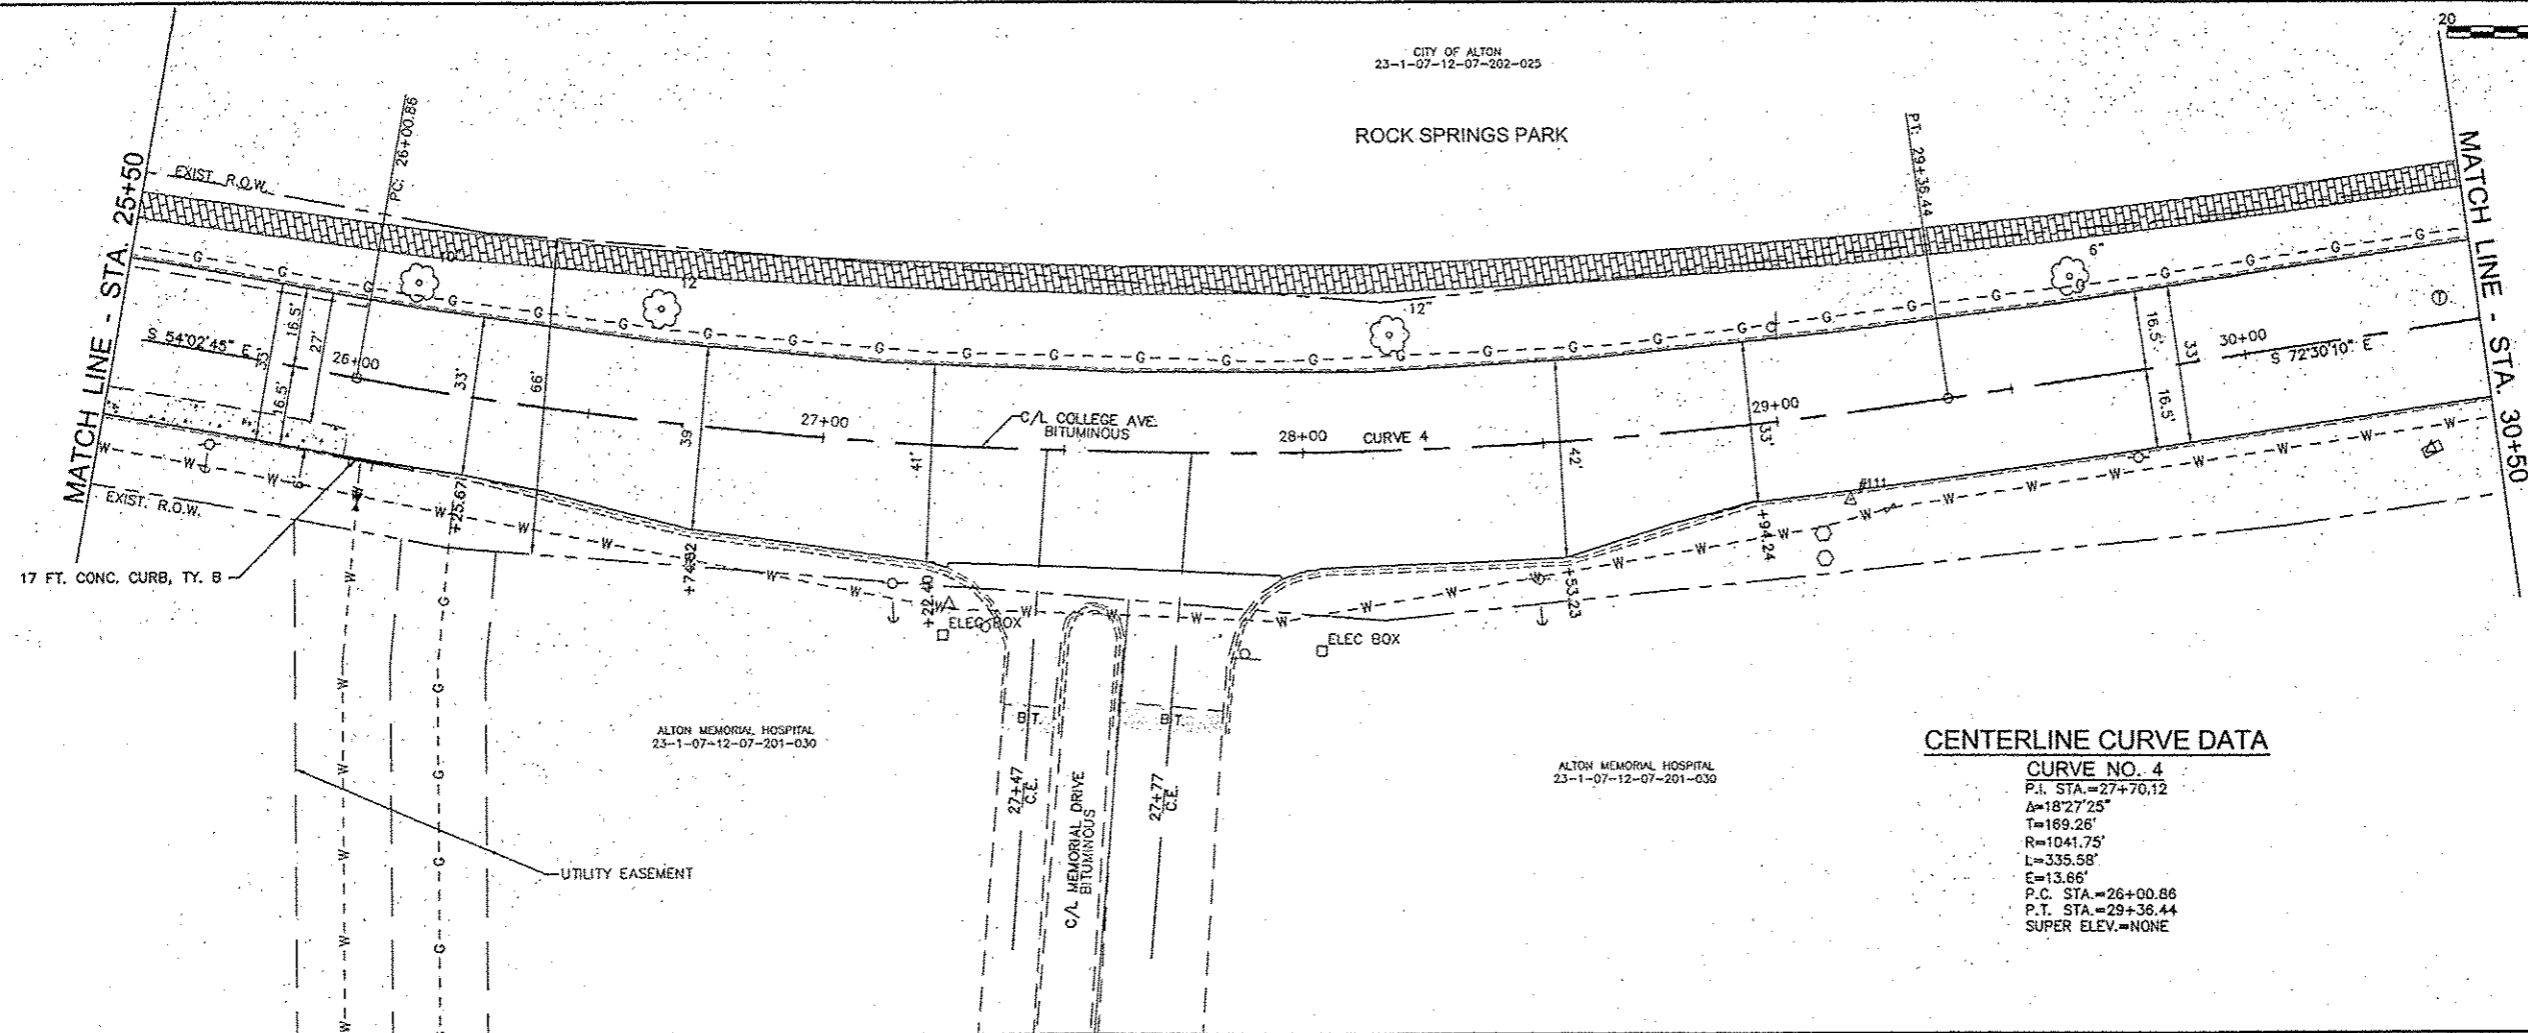 20
CITY OF ALTON
23-1-07-12-07-202-025
ROCK SPRINGS PARK
MATCH LINE - STA. 25+50
EXIST. R.O.W.
PC: 26+00.86
PT: 29+36.44
MATCH LINE - STA. 30+50
10"
12"
12"
6"
S 54°02'45" E
33'
16.5'
16.5'
27'
26+00
33'
66'
39'
27+00
41'
C/L COLLEGE AVE.
BITUMINOUS
28+00
CURVE 4
42'
29+00
33'
16.5'
16.5'
33'
30+00
S 72°30'10" E
6'
EXIST. R.O.W.
17 FT. CONC. CURB, TY. B
+25.67
+74.82
+22.40
ELEC BOX
ELEC BOX
+53.23
+94.24
#111
B.T.
B.T.
ALTON MEMORIAL HOSPITAL
23-1-07-12-07-201-030
27+47
C.E.
C/L MEMORIAL DRIVE
BITUMINOUS
27+77
C.E.
ALTON MEMORIAL HOSPITAL
23-1-07-12-07-201-030
UTILITY EASEMENT
CENTERLINE CURVE DATA
CURVE NO. 4
P.I. STA.=27+70.12
Δ=18°27'25"
T=169.26'
R=1041.75'
L=335.58'
E=13.66'
P.C. STA.=26+00.86
P.T. STA.=29+36.44
SUPER ELEV.=NONE